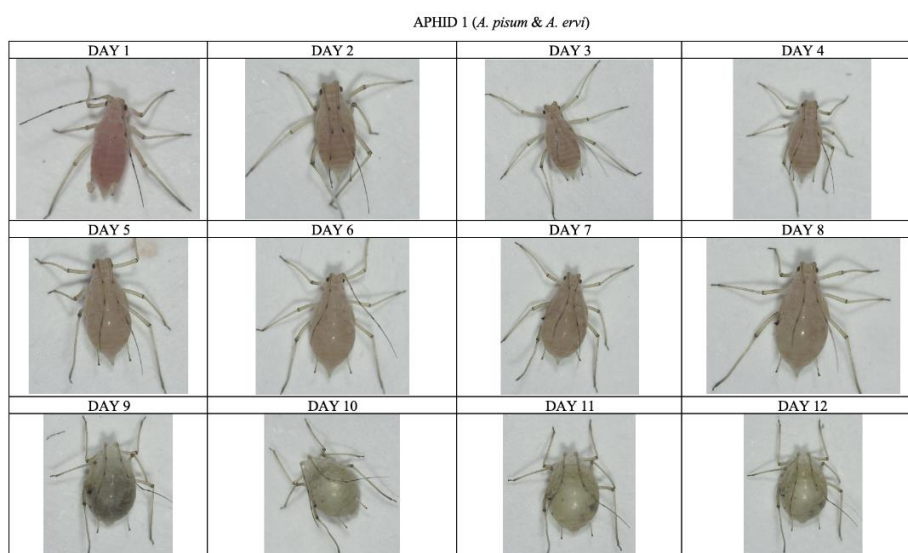 APHID 1 (A. pisum & A. ervi)
DAY 1 DAY 2 DAY 3 DAY 4
DAY 5 DAY 6 DAY 7 DAY 8
DAY 9 DAY 10 DAY 11 DAY 12